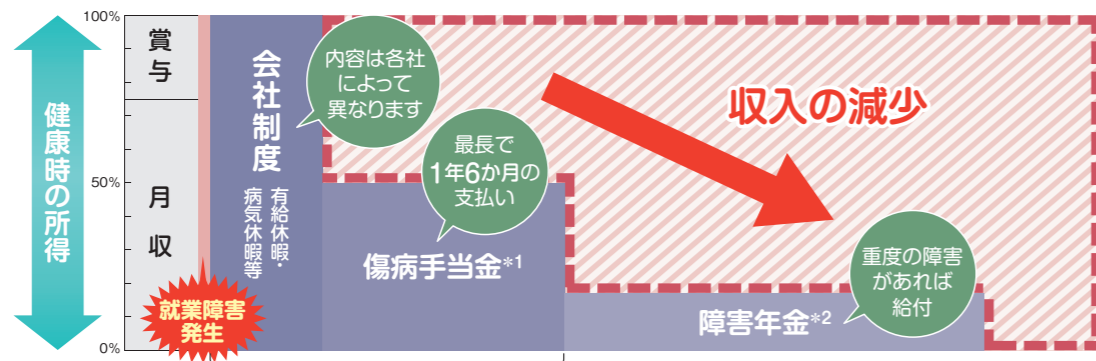 健康時の所得
100%
50%
0%
賞与
月収
就業障害
発生
会社制度
有給休暇・
病気休暇等
内容は各社
によって
異なります
傷病手当金*1
最長で
1年6か月の
支払い
収入の減少
障害年金*2
重度の障害
があれば
給付